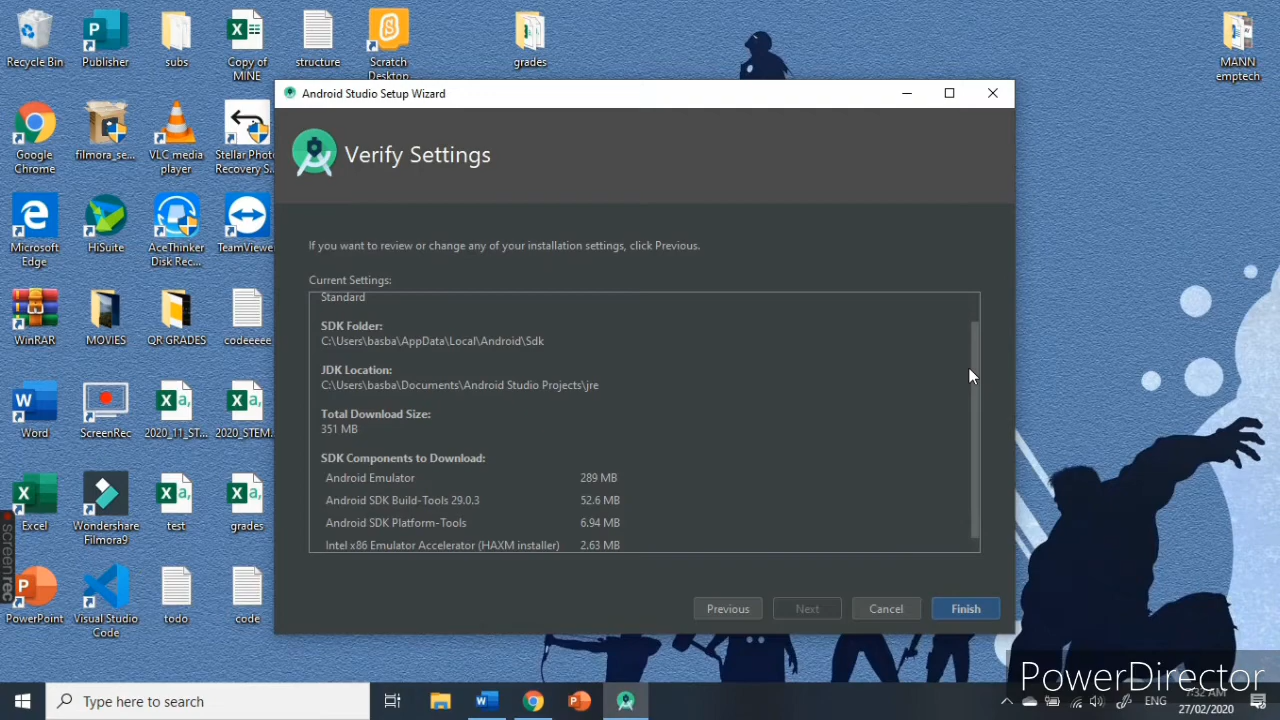 Recycle Bin
Publisher
subs
Copy of
MINE
structure
Scratch
Desktop
grades
MANN
emptech
Android Studio Setup Wizard
Verify Settings
Google
Chrome
filmora_se...
VLC media
player
Stellar Photo
Recovery S...
If you want to review or change any of your installation settings, click Previous.
Microsoft
Edge
HiSuite
AceThinker
Disk Rec...
TeamViewer
Current Settings:
Standard
SDK Folder:
C:\Users\basba\AppData\Local\Android\Sdk
WinRAR
MOVIES
QR GRADES
codeeeee
JDK Location:
C:\Users\basba\Documents\Android Studio Projects\jre
Total Download Size:
351 MB
Word
ScreenRec
2020_11_ST...
2020_STEM...
SDK Components to Download:
Android Emulator 289 MB
Android SDK Build-Tools 29.0.3 52.6 MB
Android SDK Platform-Tools 6.94 MB
Intel x86 Emulator Accelerator (HAXM installer) 2.63 MB
Excel
Wondershare
Filmora9
test
grades
screenrec
Previous
Next
Cancel
Finish
PowerPoint
Visual Studio
Code
todo
code
PowerDirector
Type here to search
ENG
7:32 AM
27/02/2020